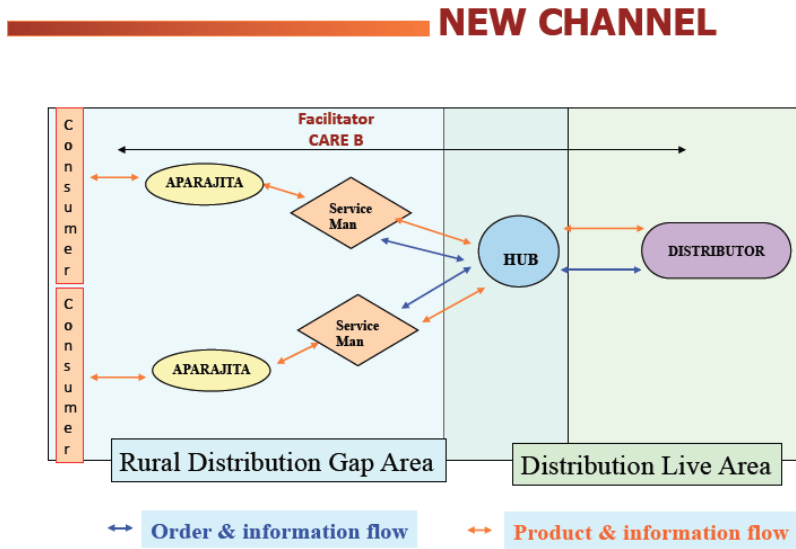 NEW CHANNEL
Facilitator
CARE B
Consumer
APARAJITA
Service
Man
HUB
DISTRIBUTOR
Consumer
APARAJITA
Service
Man
Rural Distribution Gap Area
Distribution Live Area
Order & information flow
Product & information flow